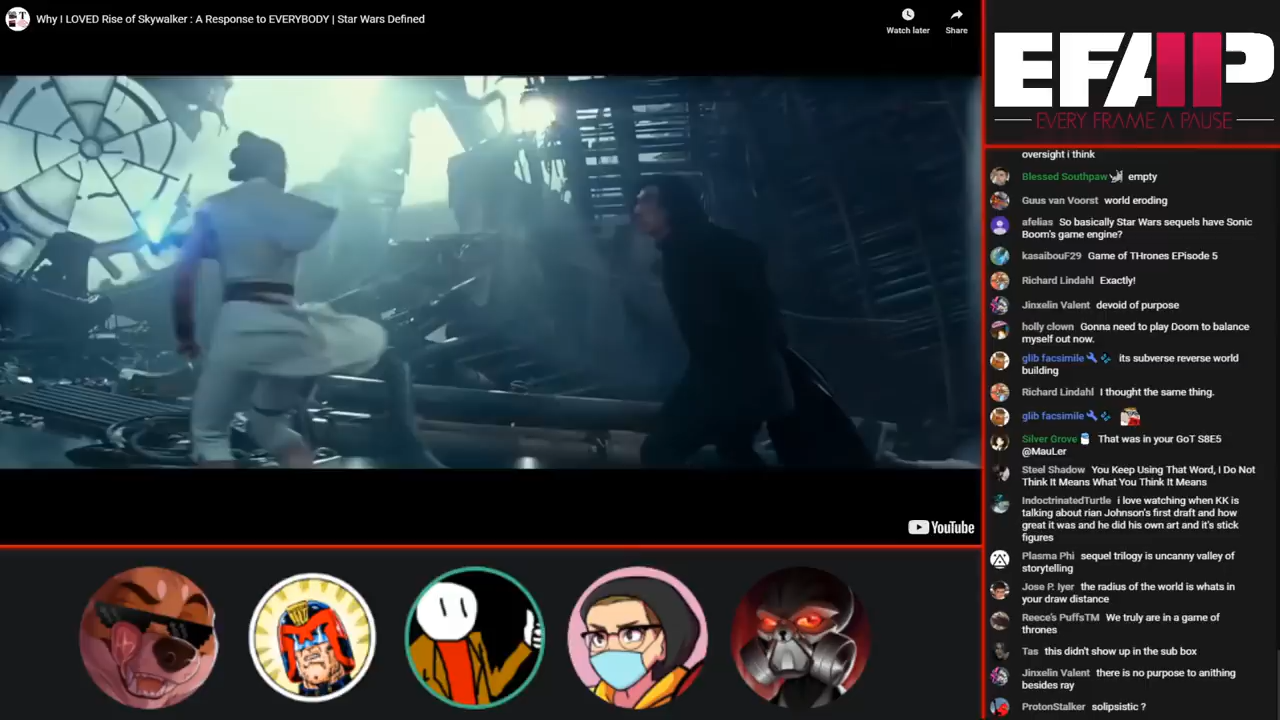 Why I LOVED Rise of Skywalker : A Response to EVERYBODY | Star Wars Defined
Watch later
Share
YouTube
EFAP
EVERY FRAME A PAUSE
oversight i think
Blessed Southpaw empty
Guus van Voorst world eroding
afelias So basically Star Wars sequels have Sonic
Boom's game engine?
kasaibouF29 Game of THrones EPisode 5
Richard Lindahl Exactly!
Jinxelin Valent devoid of purpose
holly clown Gonna need to play Doom to balance
myself out now.
glib facsimile its subverse reverse world
building
Richard Lindahl I thought the same thing.
glib facsimile
Silver Grove That was in your GoT S8E5
@MauLer
Steel Shadow You Keep Using That Word, I Do Not
Think It Means What You Think It Means
IndoctrinatedTurtle i love watching when KK is
talking about rian Johnson's first draft and how
great it was and he did his own art and it's stick
figures
Plasma Phi sequel trilogy is uncanny valley of
storytelling
Jose P. Iyer the radius of the world is whats in
your draw distance
Reece's PuffsTM We truly are in a game of
thrones
Tas this didn't show up in the sub box
Jinxelin Valent there is no purpose to anithing
besides ray
ProtonStalker solipsistic ?